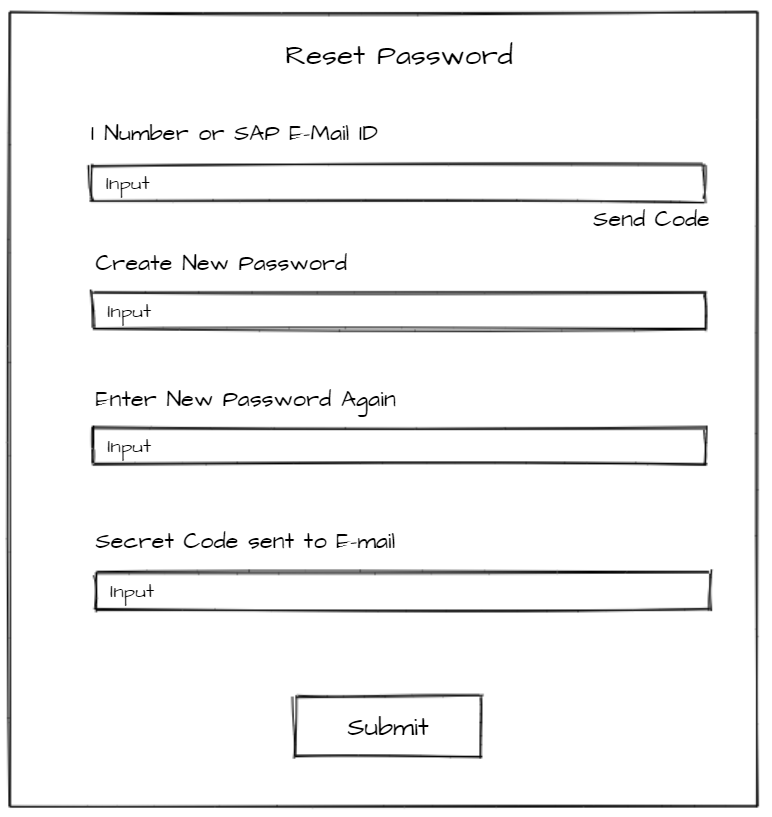 Reset Password
I Number or SAP E-Mail ID
Input
Send Code
Create New Password
Input
Enter New Password Again
Input
Secret Code sent to E-mail
Input
Submit